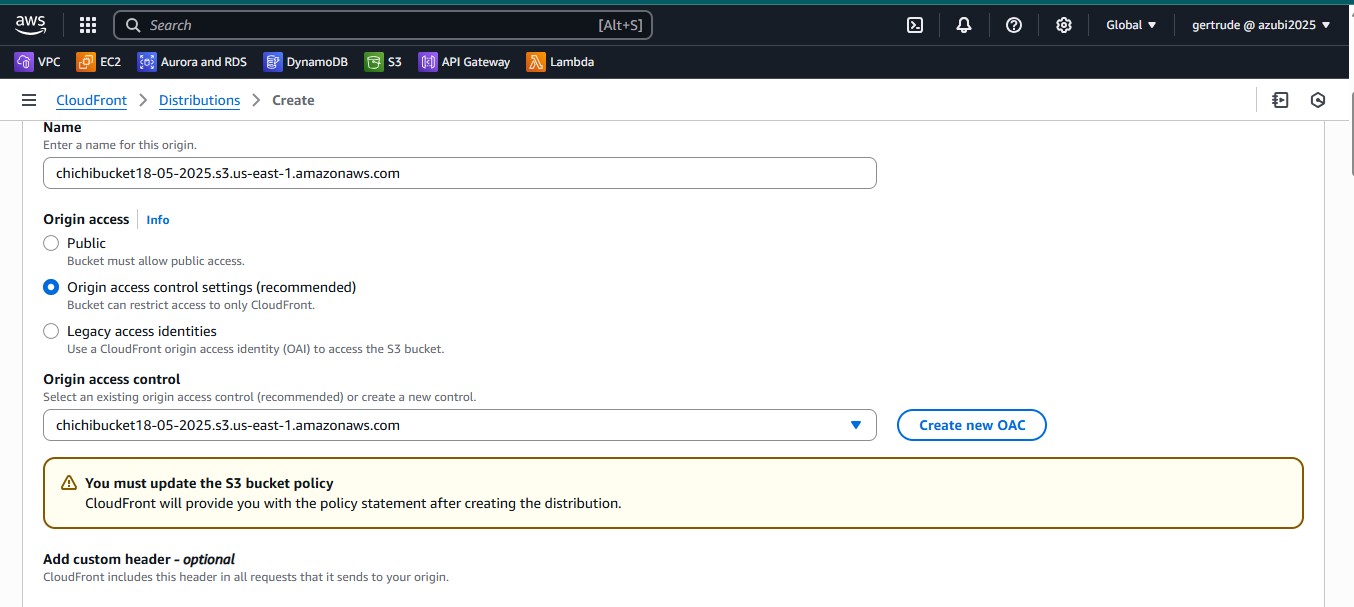 aws
Search [Alt+S]
Global
gertrude @ azubi2025
VPC EC2 Aurora and RDS DynamoDB S3 API Gateway Lambda
CloudFront > Distributions > Create
Name
Enter a name for this origin.
chichibucket18-05-2025.s3.us-east-1.amazonaws.com
Origin access Info
Public
Bucket must allow public access.
Origin access control settings (recommended)
Bucket can restrict access to only CloudFront.
Legacy access identities
Use a CloudFront origin access identity (OAI) to access the S3 bucket.
Origin access control
Select an existing origin access control (recommended) or create a new control.
chichibucket18-05-2025.s3.us-east-1.amazonaws.com
Create new OAC
You must update the S3 bucket policy
CloudFront will provide you with the policy statement after creating the distribution.
Add custom header - optional
CloudFront includes this header in all requests that it sends to your origin.